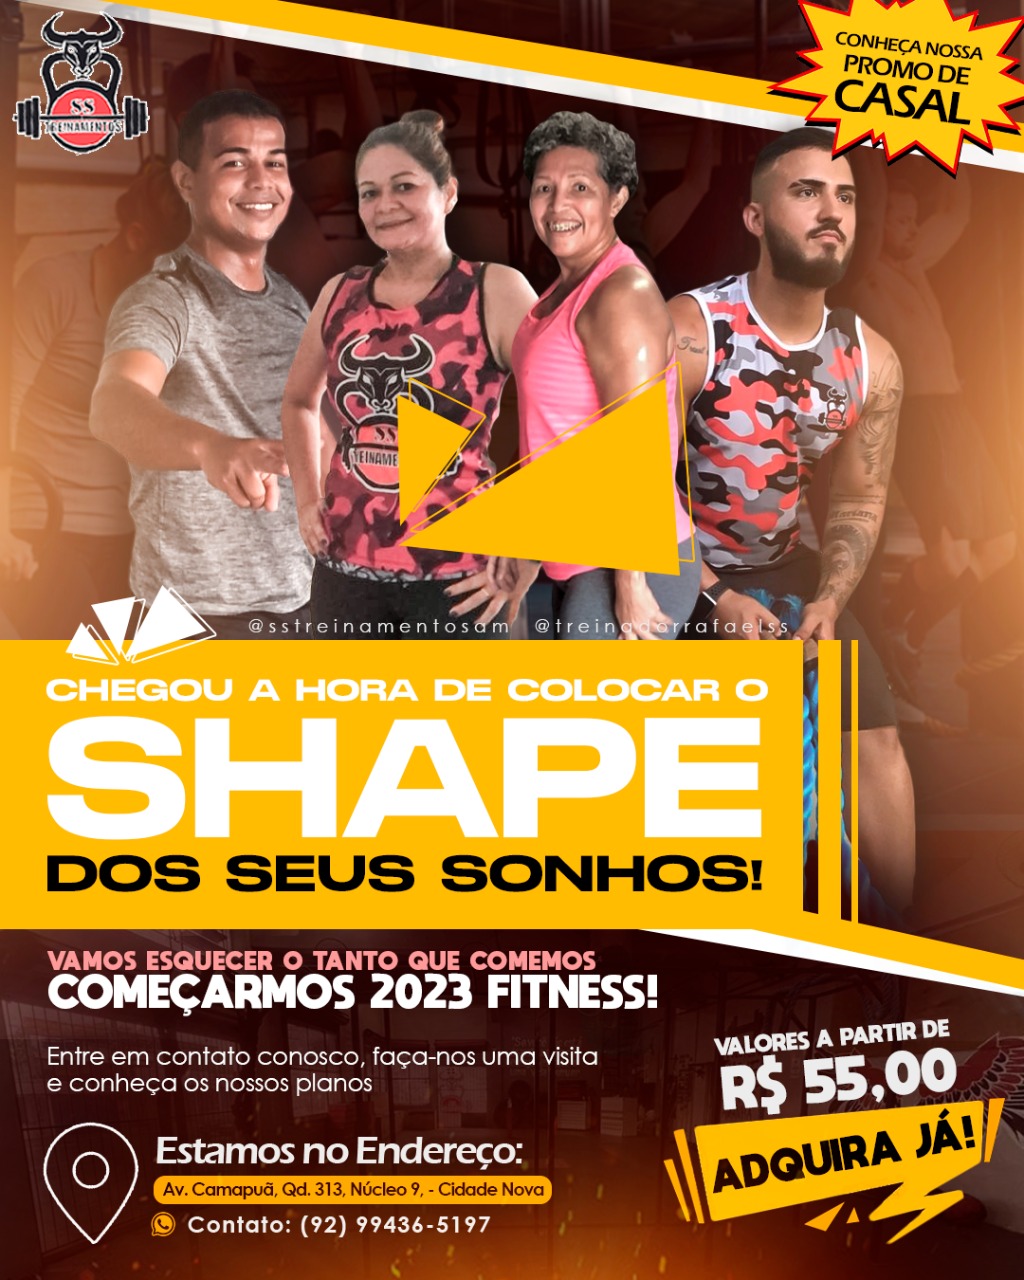 SS
TREINAMENTOS
CONHEÇA NOSSA
PROMO DE
CASAL
SS
@sstreinamentosam @treinadorrafaelss
CHEGOU A HORA DE COLOCAR O
SHAPE
DOS SEUS SONHOS!
VAMOS ESQUECER O TANTO QUE COMEMOS
COMEÇARMOS 2023 FITNESS!
Entre em contato conosco, faça-nos uma visita
e conheça os nossos planos
VALORES A PARTIR DE
R$ 55,00
ADQUIRA JÁ!
Estamos no Endereço:
Av. Camapuã, Qd. 313, Núcleo 9, - Cidade Nova
Contato: (92) 99436-5197